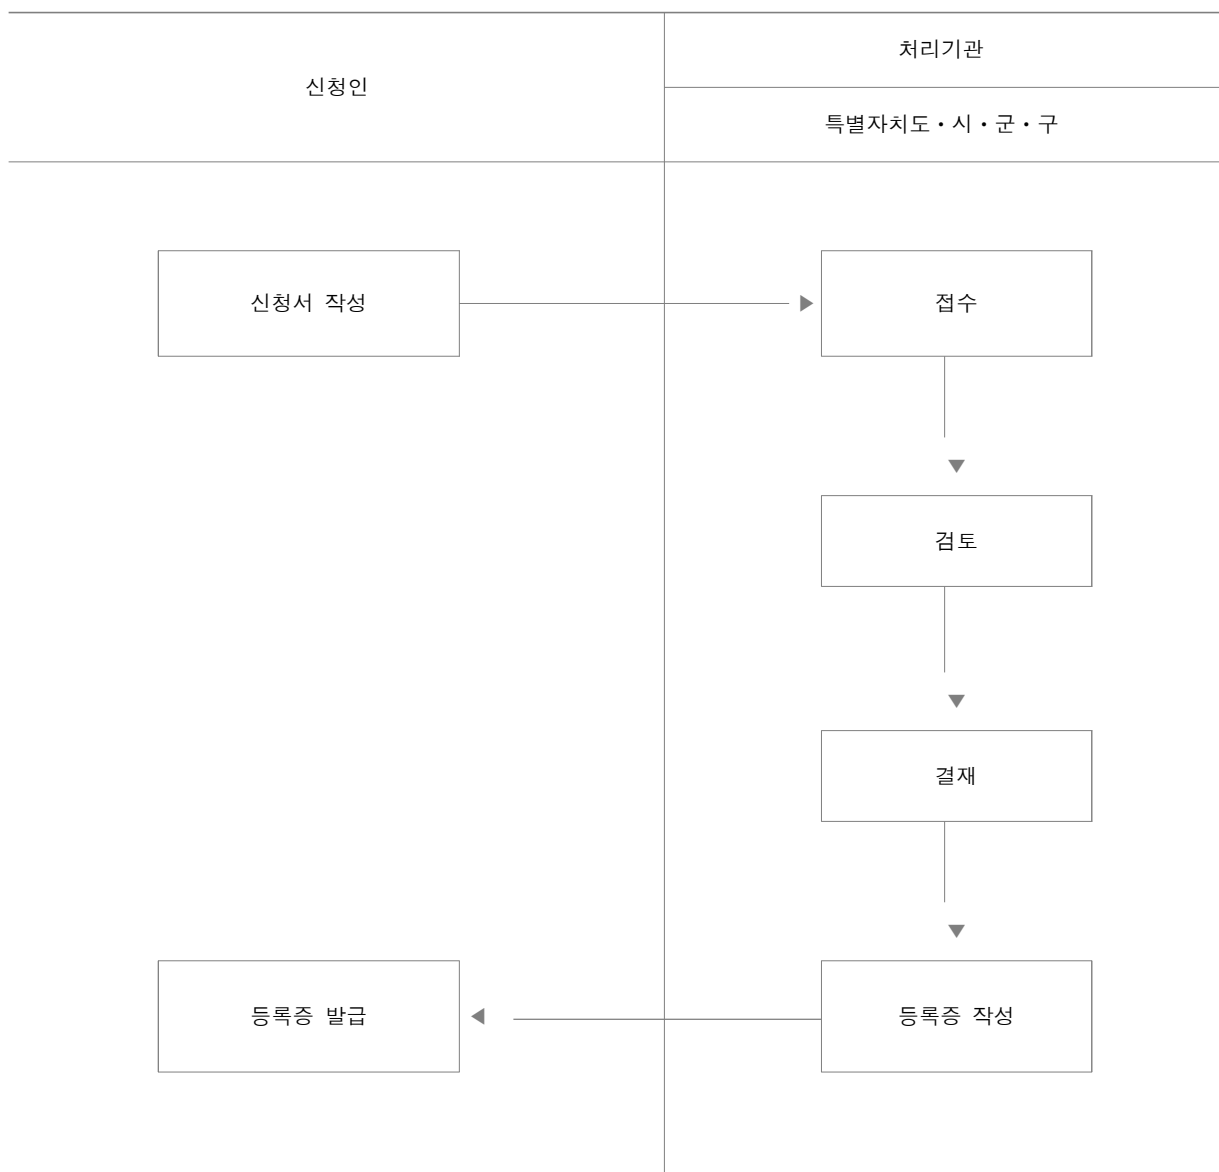 신청인
처리기관
특별자치도・시・군・구
신청서 작성
접수
검토
결재
등록증 발급
등록증 작성